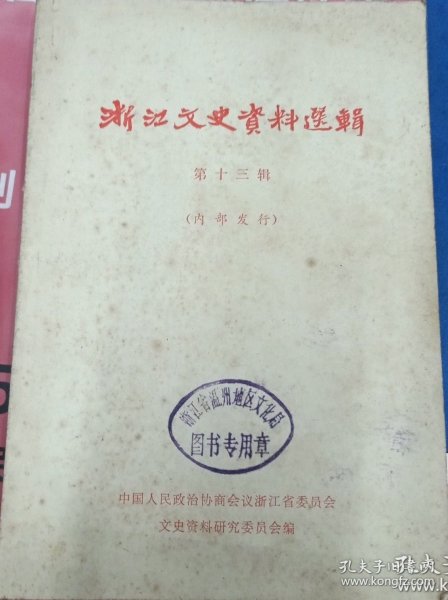 浙江文史資料選輯
第十三辑
（内部发行）
浙江省温州地区文化局
图书专用章
中国人民政治协商会议浙江省委员会
文史资料研究委员会编
孔夫子旧书网